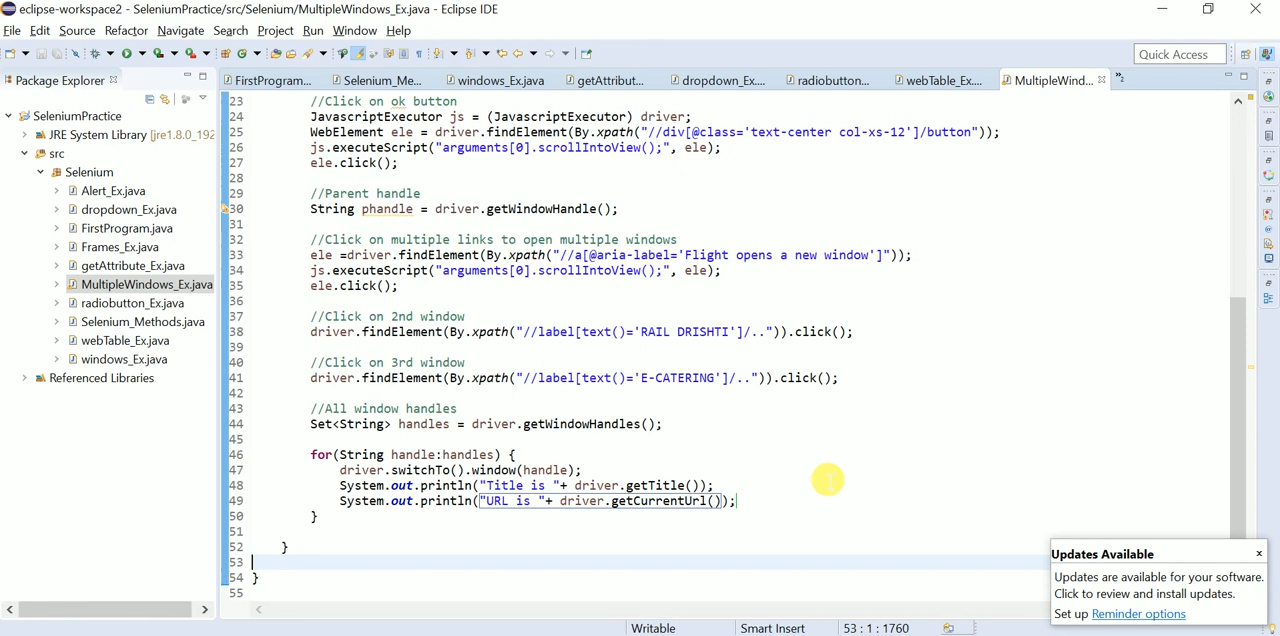 eclipse-workspace2 - SeleniumPractice/src/Selenium/MultipleWindows_Ex.java - Eclipse IDE
File Edit Source Refactor Navigate Search Project Run Window Help
Quick Access
Package Explorer
FirstProgram... Selenium_Me... windows_Ex.java getAttribut... dropdown_Ex.... radiobutton... webTable_Ex.... MultipleWind...
SeleniumPractice
JRE System Library [jre1.8.0_192
src
Selenium
Alert_Ex.java
dropdown_Ex.java
FirstProgram.java
Frames_Ex.java
getAttribute_Ex.java
MultipleWindows_Ex.java
radiobutton_Ex.java
Selenium_Methods.java
webTable_Ex.java
windows_Ex.java
Referenced Libraries
23 //Click on ok button
24 JavascriptExecutor js = (JavascriptExecutor) driver;
25 WebElement ele = driver.findElement(By.xpath("//div[@class='text-center col-xs-12']/button"));
26 js.executeScript("arguments[0].scrollIntoView();", ele);
27 ele.click();
28
29 //Parent handle
30 String phandle = driver.getWindowHandle();
31
32 //Click on multiple links to open multiple windows
33 ele =driver.findElement(By.xpath("//a[@aria-label='Flight opens a new window']"));
34 js.executeScript("arguments[0].scrollIntoView();", ele);
35 ele.click();
36
37 //Click on 2nd window
38 driver.findElement(By.xpath("//label[text()='RAIL DRISHTI']/..")).click();
39
40 //Click on 3rd window
41 driver.findElement(By.xpath("//label[text()='E-CATERING']/..")).click();
42
43 //All window handles
44 Set<String> handles = driver.getWindowHandles();
45
46 for(String handle:handles) {
47 driver.switchTo().window(handle);
48 System.out.println("Title is "+ driver.getTitle());
49 System.out.println("URL is "+ driver.getCurrentUrl());
50 }
51
52 }
53
54 }
55
Updates Available x
Updates are available for your software.
Click to review and install updates.
Set up Reminder options
Writable Smart Insert 53 : 1 : 1760